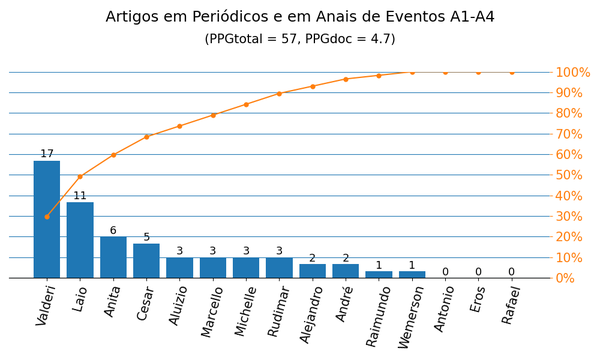 Artigos em Periódicos e em Anais de Eventos A1-A4
(PPGtotal = 57, PPGdoc = 4.7)
100%
90%
80%
70%
60%
50%
40%
30%
20%
10%
0%
17
11
6
5
3
3
3
3
2
2
1
1
0
0
0
Valderi
Laio
Anita
Cesar
Aluizio
Marcello
MIchelle
Rudimar
Alejandro
André
Raimundo
Wemerson
Antonio
Eros
Rafael